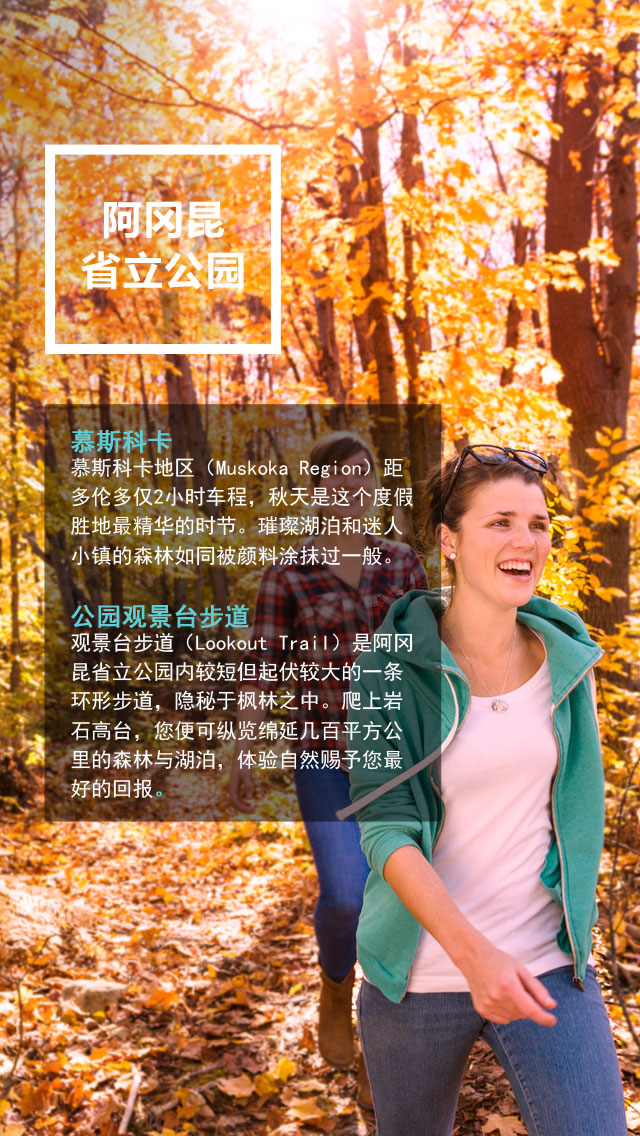 阿冈昆
省立公园
慕斯科卡
慕斯科卡地区（Muskoka Region）距
多伦多仅2小时车程，秋天是这个度假
胜地最精华的时节。璀璨湖泊和迷人
小镇的森林如同被颜料涂抹过一般。
公园观景台步道
观景台步道（Lookout Trail）是阿冈
昆省立公园内较短但起伏较大的一条
环形步道，隐秘于枫林之中。爬上岩
石高台，您便可纵览绵延几百平方公
里的森林与湖泊，体验自然赐予您最
好的回报。